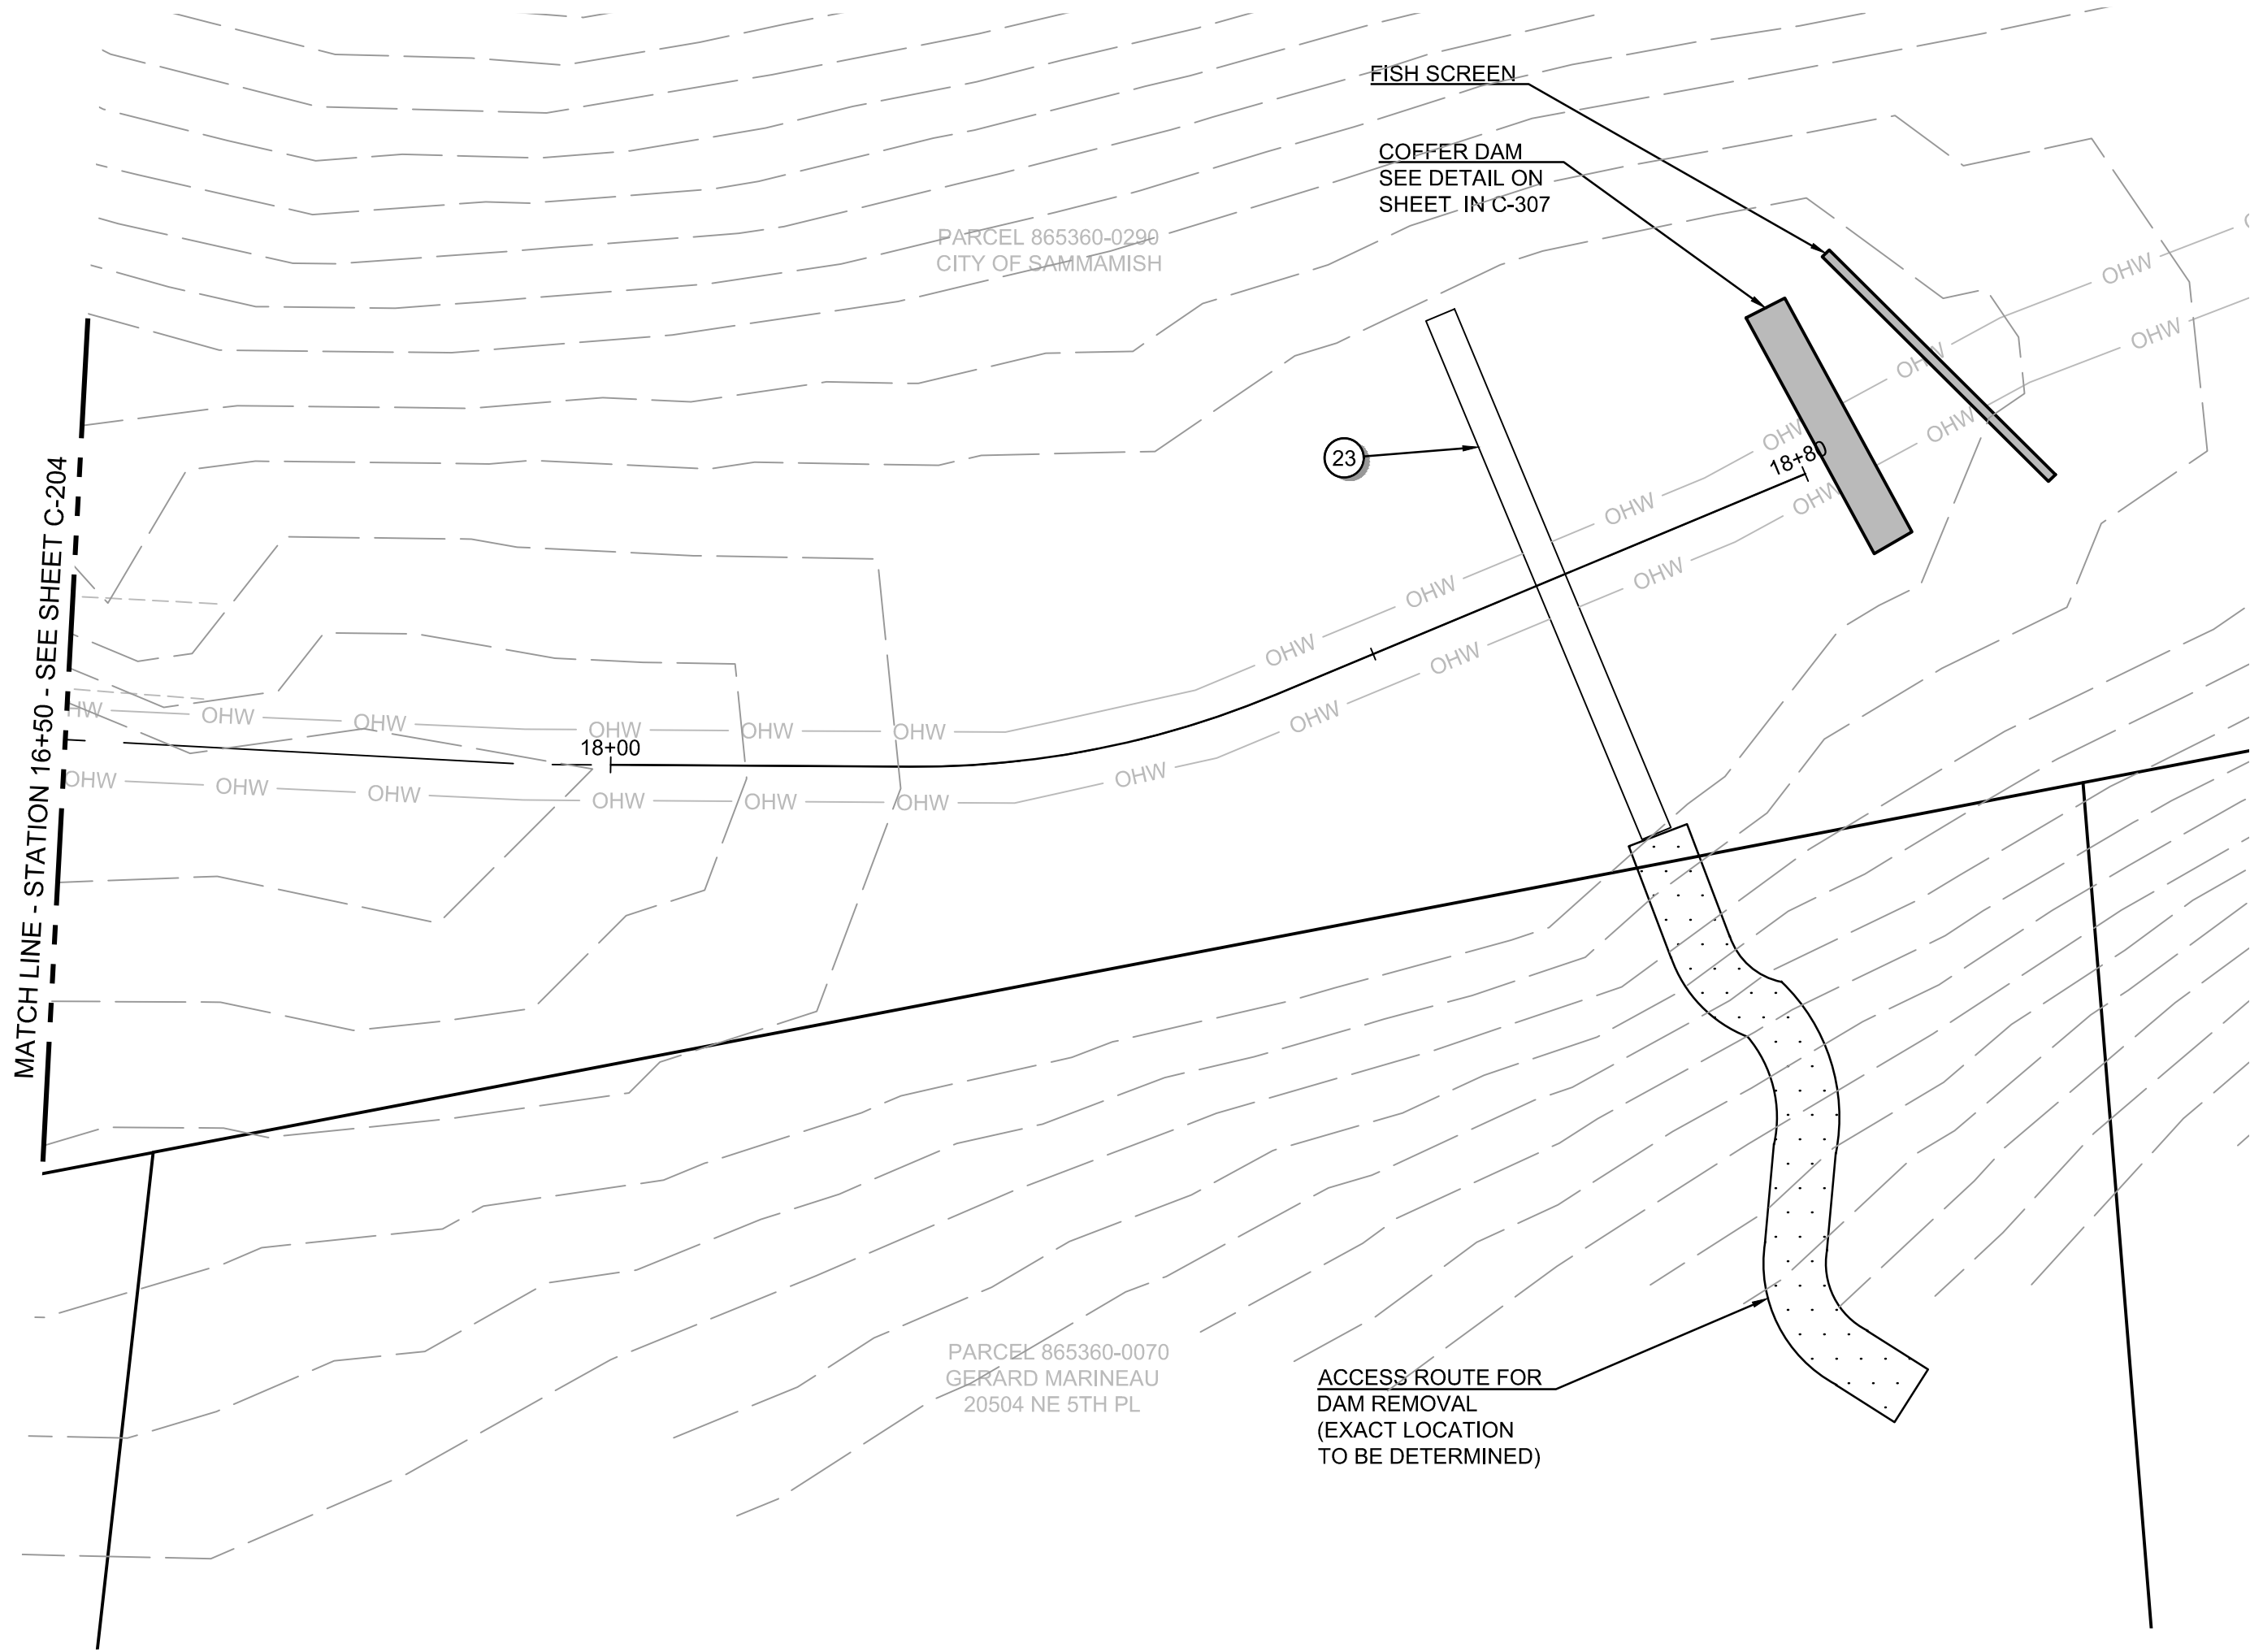 FISH SCREEN
COFFER DAM
SEE DETAIL ON
SHEET IN C-307
PARCEL 865360-0290
CITY OF SAMMAMISH
OHW
OHW
OHW
OHW
OHW
OHW
18+80
OHW
23
OHW
OHW
OHW
OHW
OHW
MATCH LINE - STATION 16+50 - SEE SHEET C-204
HW
OHW
OHW
OHW
OHW
OHW
OHW
18+00
OHW
OHW
OHW
OHW
OHW
OHW
OHW
PARCEL 865360-0070
GERARD MARINEAU
20504 NE 5TH PL
ACCESS ROUTE FOR
DAM REMOVAL
(EXACT LOCATION
TO BE DETERMINED)